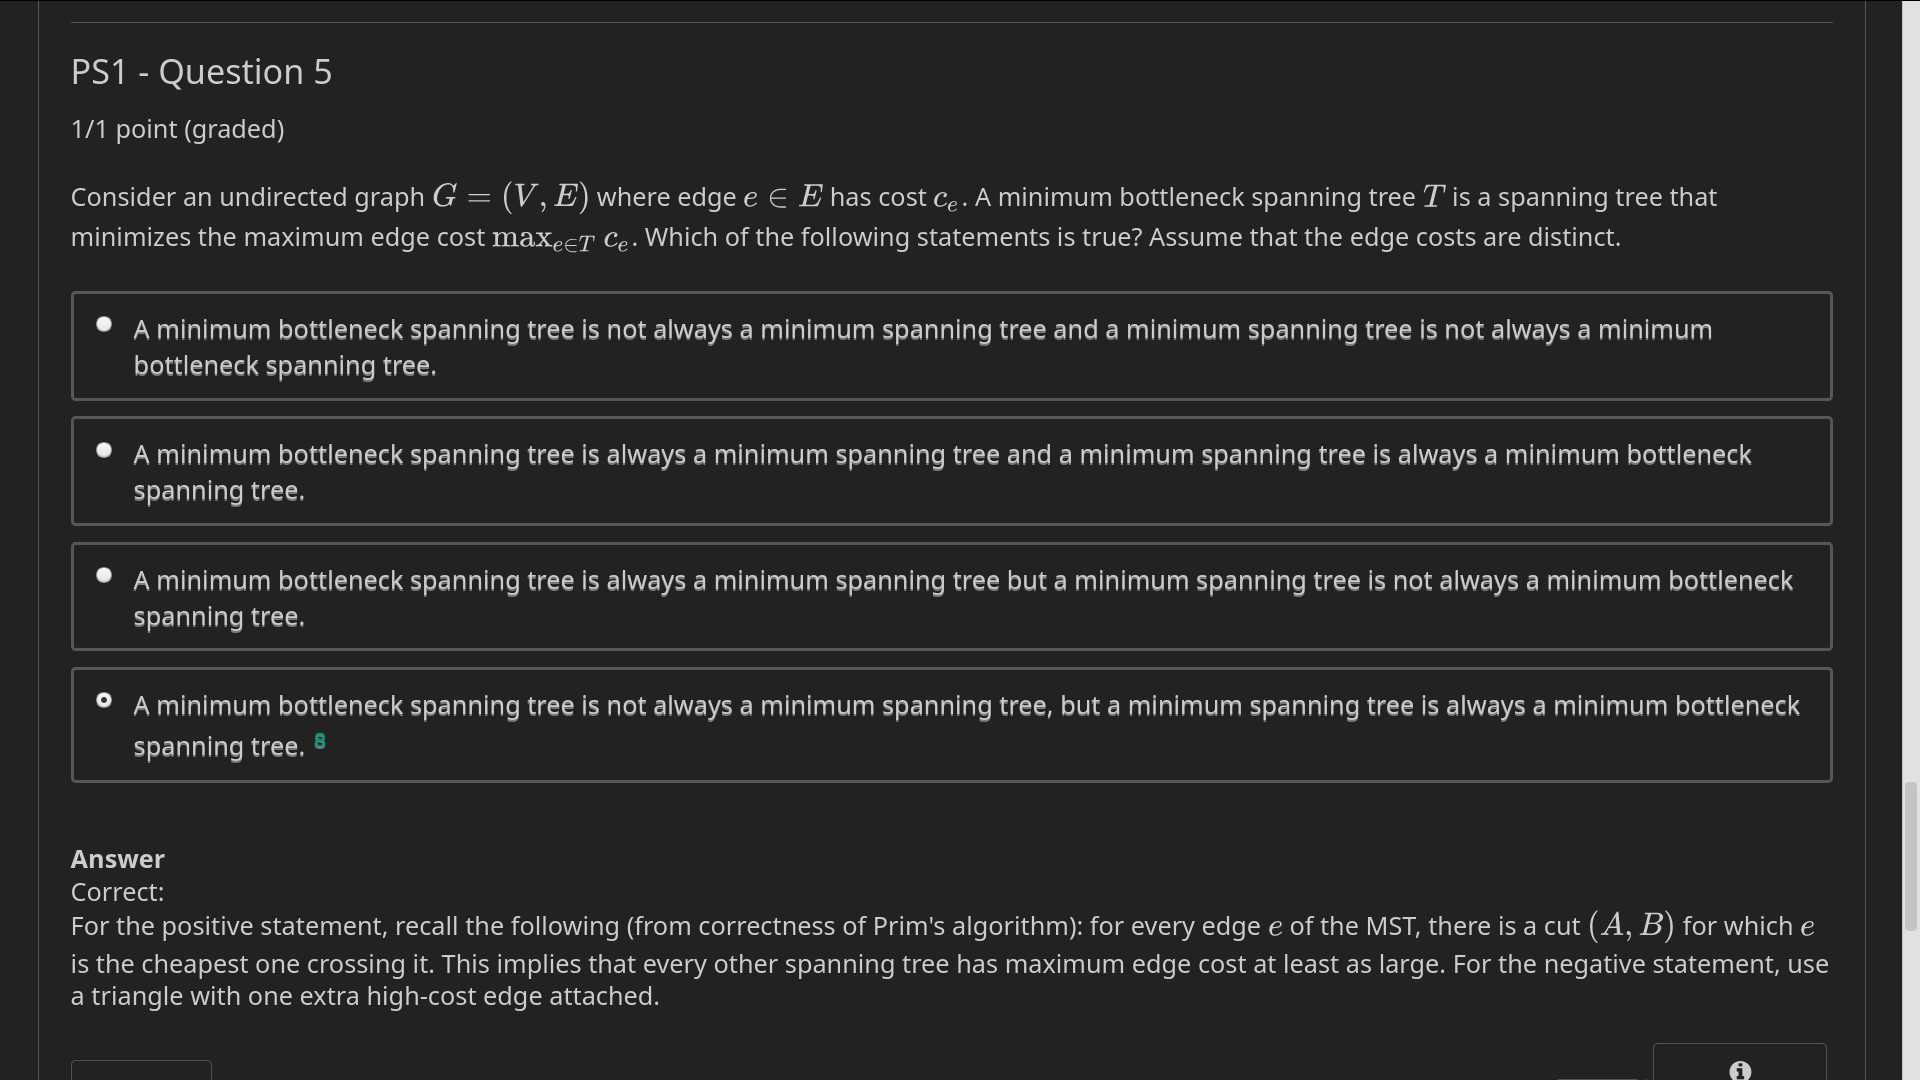 PS1 - Question 5
1/1 point (graded)
Consider an undirected graph G = (V, E) where edge e ∈ E has cost cₑ. A minimum bottleneck spanning tree T is a spanning tree that
minimizes the maximum edge cost max_{e∈T} cₑ. Which of the following statements is true? Assume that the edge costs are distinct.
A minimum bottleneck spanning tree is not always a minimum spanning tree and a minimum spanning tree is not always a minimum
bottleneck spanning tree.
A minimum bottleneck spanning tree is always a minimum spanning tree and a minimum spanning tree is always a minimum bottleneck
spanning tree.
A minimum bottleneck spanning tree is always a minimum spanning tree but a minimum spanning tree is not always a minimum bottleneck
spanning tree.
A minimum bottleneck spanning tree is not always a minimum spanning tree, but a minimum spanning tree is always a minimum bottleneck
spanning tree. 8
Answer
Correct:
For the positive statement, recall the following (from correctness of Prim's algorithm): for every edge e of the MST, there is a cut (A, B) for which e
is the cheapest one crossing it. This implies that every other spanning tree has maximum edge cost at least as large. For the negative statement, use
a triangle with one extra high-cost edge attached.